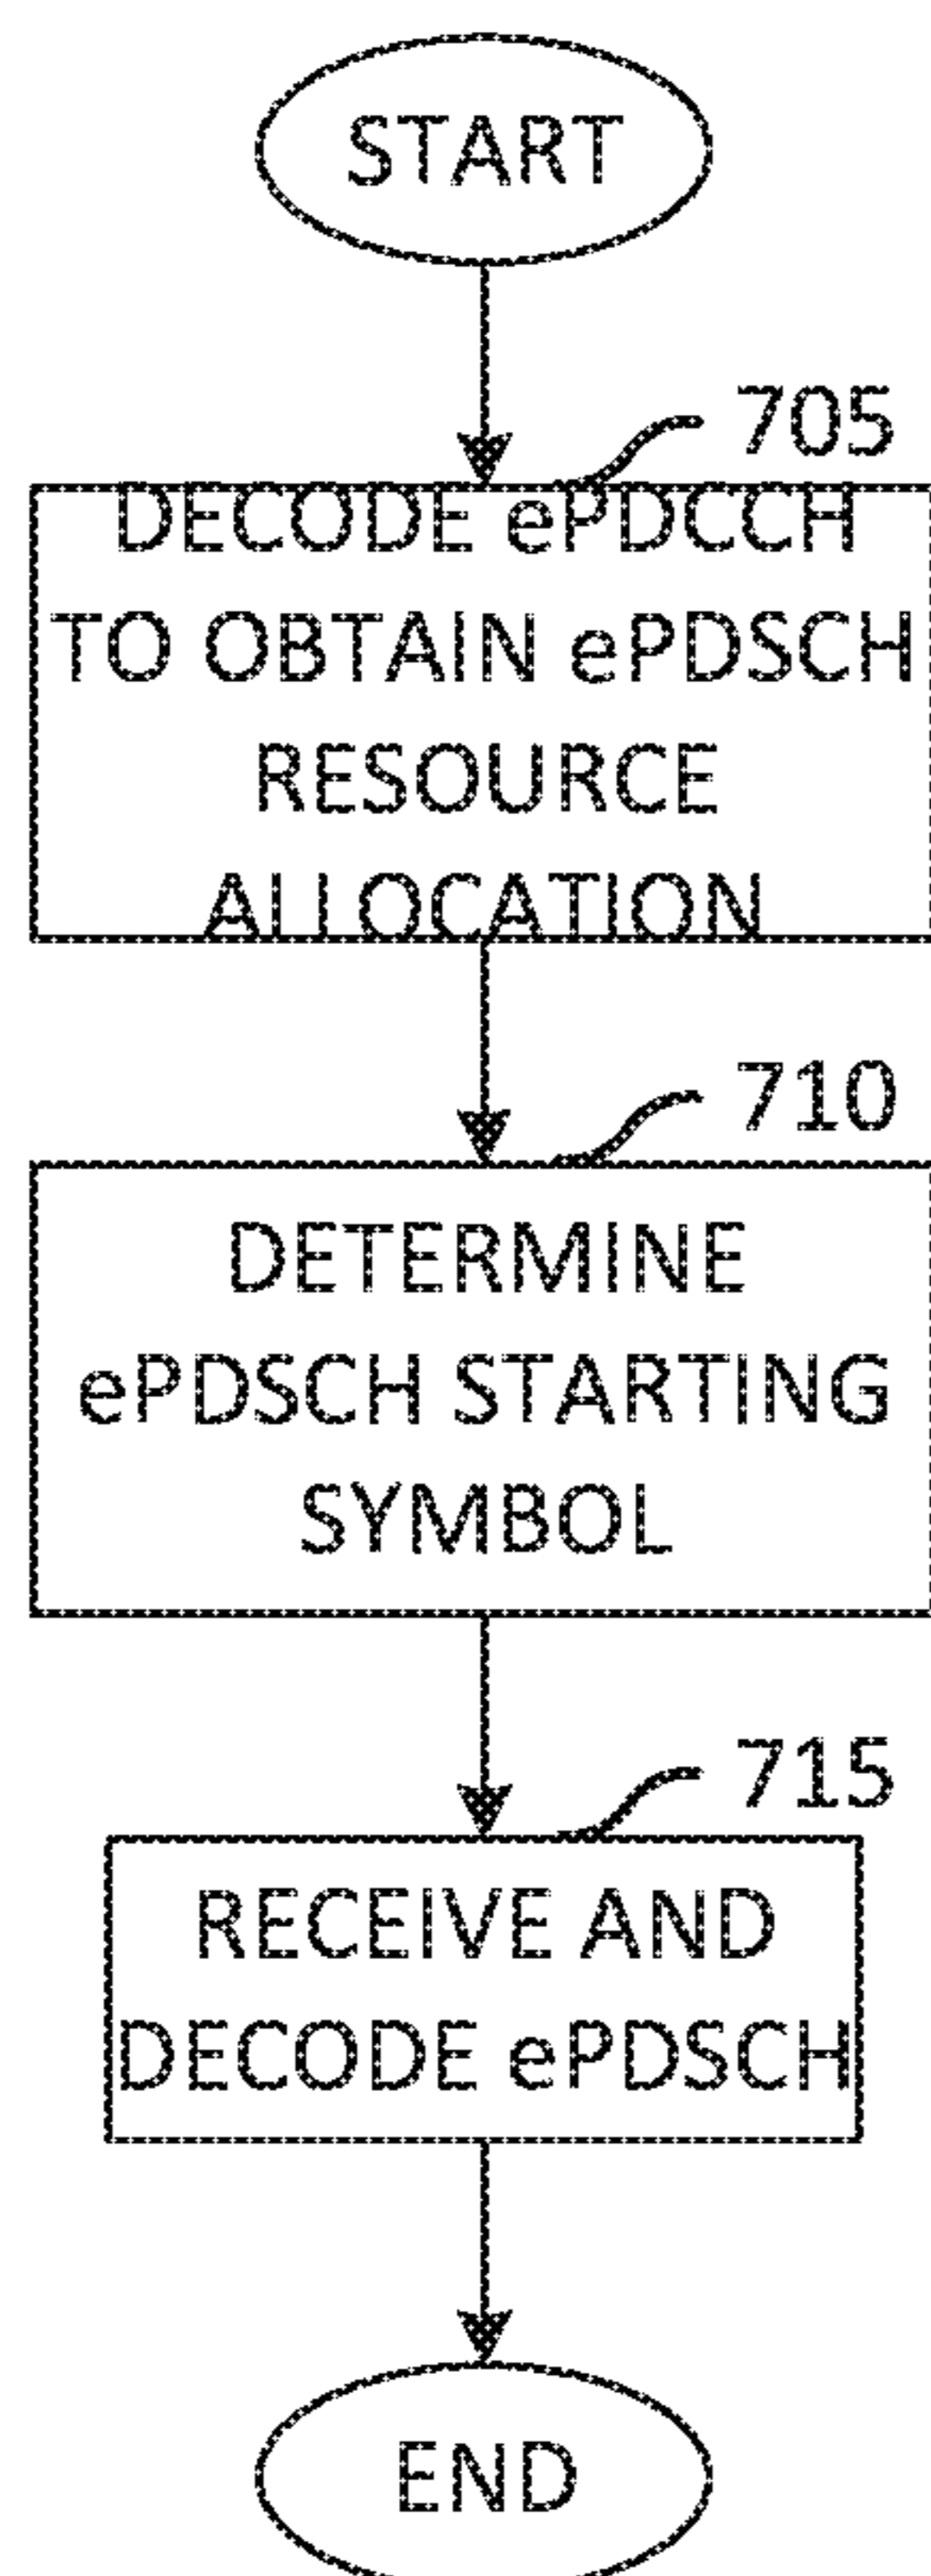 START
705
DECODE ePDCCH
TO OBTAIN ePDSCH
RESOURCE
ALLOCATION
710
DETERMINE
ePDSCH STARTING
SYMBOL
715
RECEIVE AND
DECODE ePDSCH
END